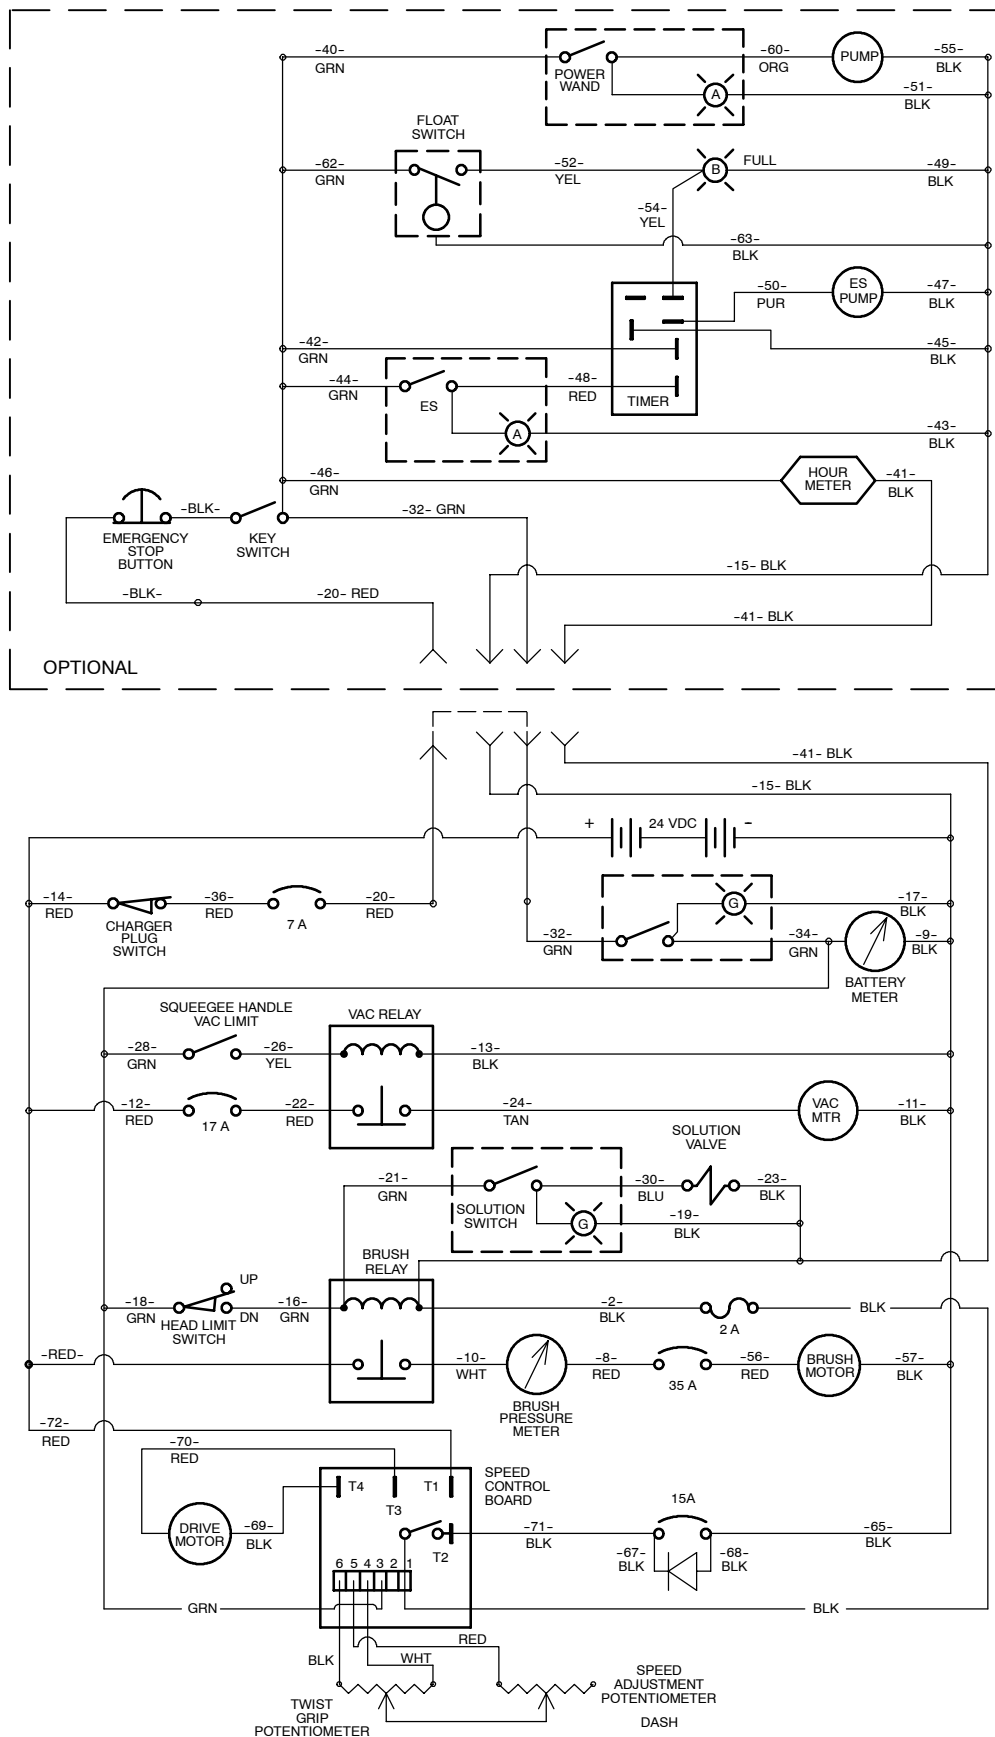 -40-
GRN
POWER
WAND
-60-
ORG
PUMP
-55-
BLK
A
-51-
BLK
FLOAT
SWITCH
-62-
GRN
-52-
YEL
B
FULL
-49-
BLK
-54-
YEL
-63-
BLK
-50-
PUR
ES
PUMP
-47-
BLK
-42-
GRN
-45-
BLK
-44-
GRN
ES
-48-
RED
TIMER
A
-43-
BLK
-46-
GRN
HOUR
METER
-41-
BLK
-BLK-
-32- GRN
EMERGENCY
STOP
BUTTON
KEY
SWITCH
-15- BLK
-BLK-
-20- RED
-41- BLK
OPTIONAL
-41- BLK
-15- BLK
+
24 VDC
-
-14-
RED
-36-
RED
-20-
RED
CHARGER
PLUG
SWITCH
7 A
G
-17-
BLK
-32-
GRN
-34-
GRN
-9-
BLK
BATTERY
METER
SQUEEGEE HANDLE
VAC LIMIT
VAC RELAY
-28-
GRN
-26-
YEL
-13-
BLK
-12-
RED
17 A
-22-
RED
-24-
TAN
VAC
MTR
-11-
BLK
SOLUTION
VALVE
-21-
GRN
SOLUTION
SWITCH
-30-
BLU
-23-
BLK
G
-19-
BLK
BRUSH
RELAY
UP
-18-
GRN
DN
-16-
GRN
HEAD LIMIT
SWITCH
-2-
BLK
2 A
BLK
-RED-
-10-
WHT
-8-
RED
35 A
-56-
RED
BRUSH
MOTOR
-57-
BLK
BRUSH
PRESSURE
METER
-72-
RED
-70-
RED
T4
T3
T1
SPEED
CONTROL
BOARD
DRIVE
MOTOR
-69-
BLK
T2
-71-
BLK
15A
-65-
BLK
-67-
BLK
-68-
BLK
6 5 4 3 2 1
GRN
BLK
BLK
WHT
RED
TWIST
GRIP
POTENTIOMETER
SPEED
ADJUSTMENT
POTENTIOMETER
DASH